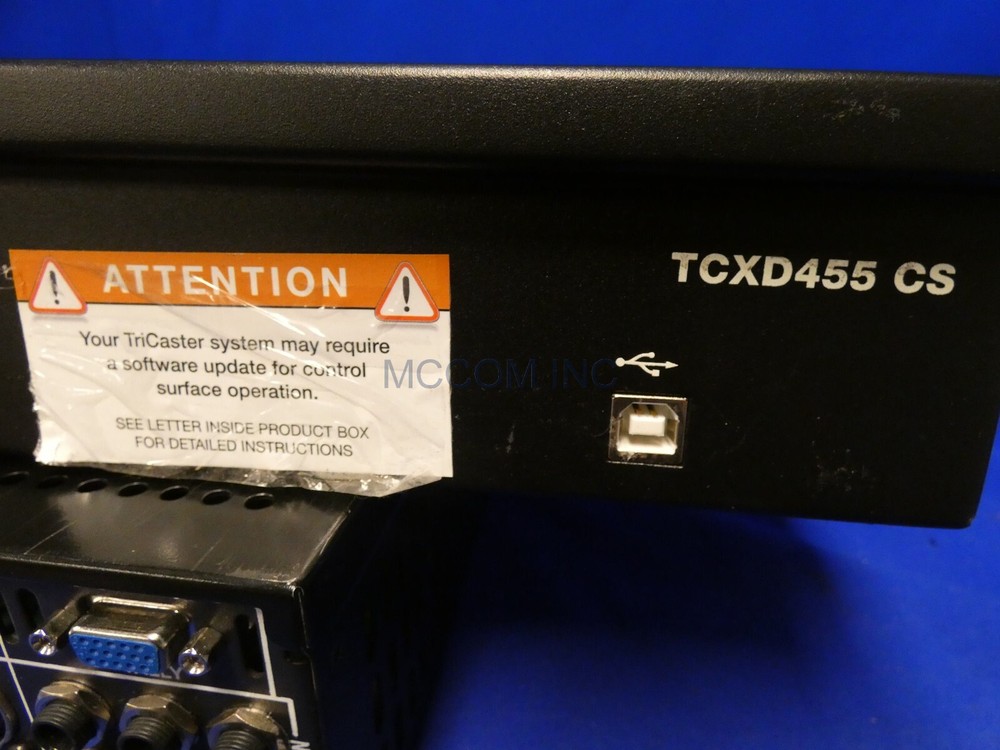 TCXD455 CS
ATTENTION
Your TriCaster system may require
a software update for control
surface operation.
SEE LETTER INSIDE PRODUCT BOX
FOR DETAILED INSTRUCTIONS
MCCOM INC